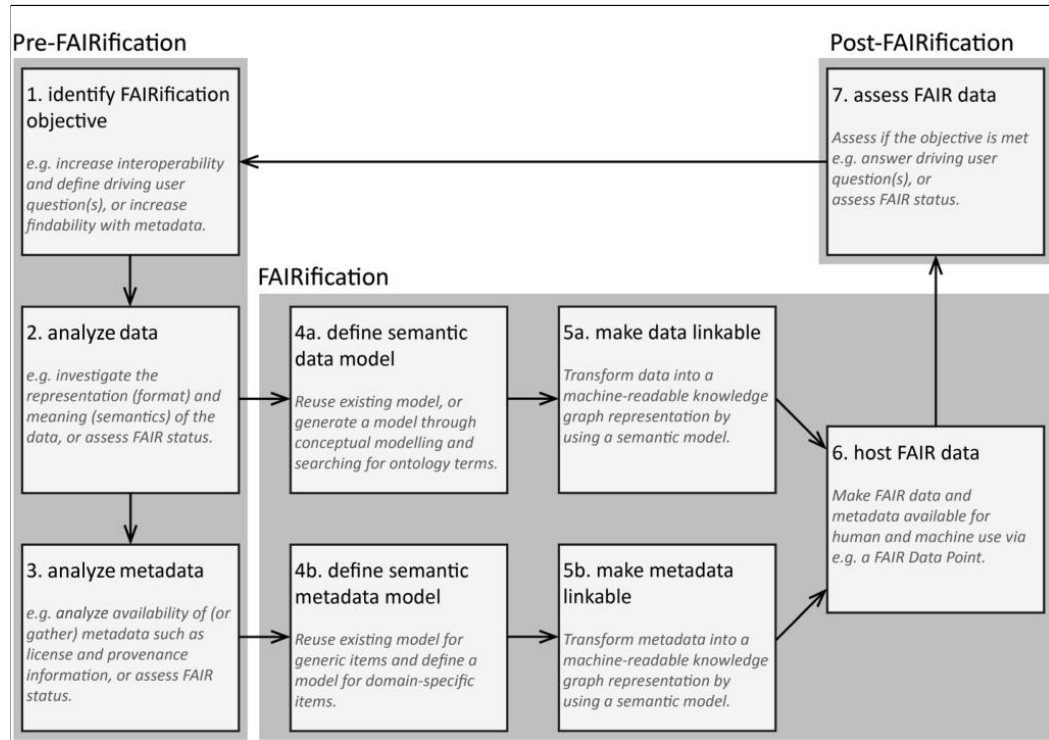 Pre-FAIRification
1. identify FAIRification
objective
e.g. increase interoperability
and define driving user
question(s), or increase
findability with metadata.
2. analyze data
e.g. investigate the
representation (format) and
meaning (semantics) of the
data, or assess FAIR status.
3. analyze metadata
e.g. analyze availability of (or
gather) metadata such as
license and provenance
information, or assess FAIR
status.
FAIRification
4a. define semantic
data model
Reuse existing model, or
generate a model through
conceptual modelling and
searching for ontology terms.
5a. make data linkable
Transform data into a
machine-readable knowledge
graph representation by
using a semantic model.
4b. define semantic
metadata model
Reuse existing model for
generic items and define a
model for domain-specific
items.
5b. make metadata
linkable
Transform metadata into a
machine-readable knowledge
graph representation by
using a semantic model.
6. host FAIR data
Make FAIR data and
metadata available for
human and machine use via
e.g. a FAIR Data Point.
Post-FAIRification
7. assess FAIR data
Assess if the objective is met
e.g. answer driving user
question(s), or
assess FAIR status.